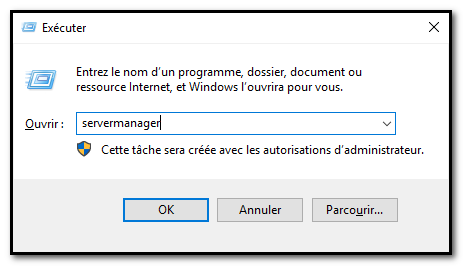 Exécuter
Entrez le nom d'un programme, dossier, document ou
ressource Internet, et Windows l'ouvrira pour vous.
Ouvrir : servermanager
Cette tâche sera créée avec les autorisations d'administrateur.
OK Annuler Parcourir...